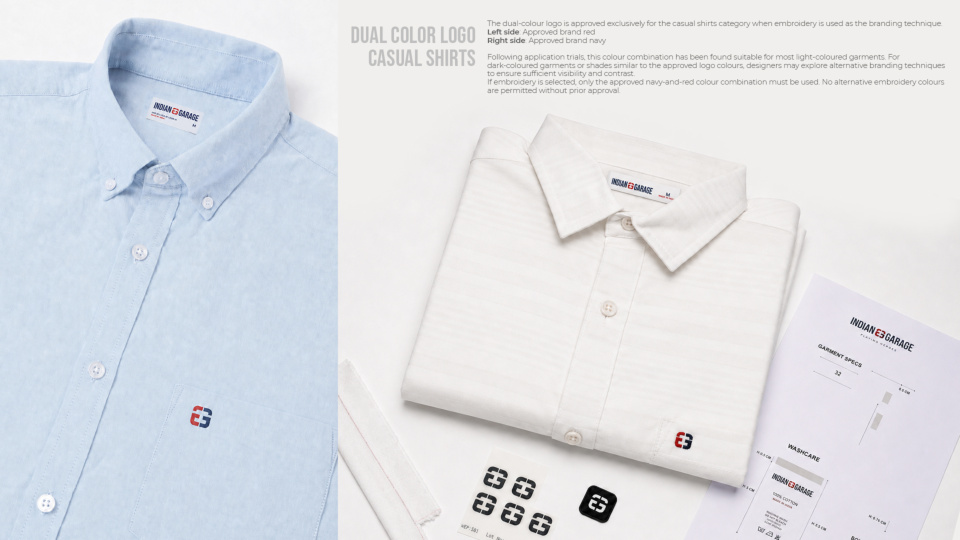 DUAL COLOR LOGO
CASUAL SHIRTS
The dual-colour logo is approved exclusively for the casual shirts category when embroidery is used as the branding technique.
Left side: Approved brand red
Right side: Approved brand navy
Following application trials, this colour combination has been found suitable for most light-coloured garments. For
dark-coloured garments or shades similar to the approved logo colours, designers may explore alternative branding techniques
to ensure sufficient visibility and contrast.
If embroidery is selected, only the approved navy-and-red colour combination must be used. No alternative embroidery colours
are permitted without prior approval.
INDIAN GARAGE
M
INDIAN GARAGE
M
INDIAN GARAGE
GARMENT SPECS
32
WASHCARE
INDIAN GARAGE
100% COTTON